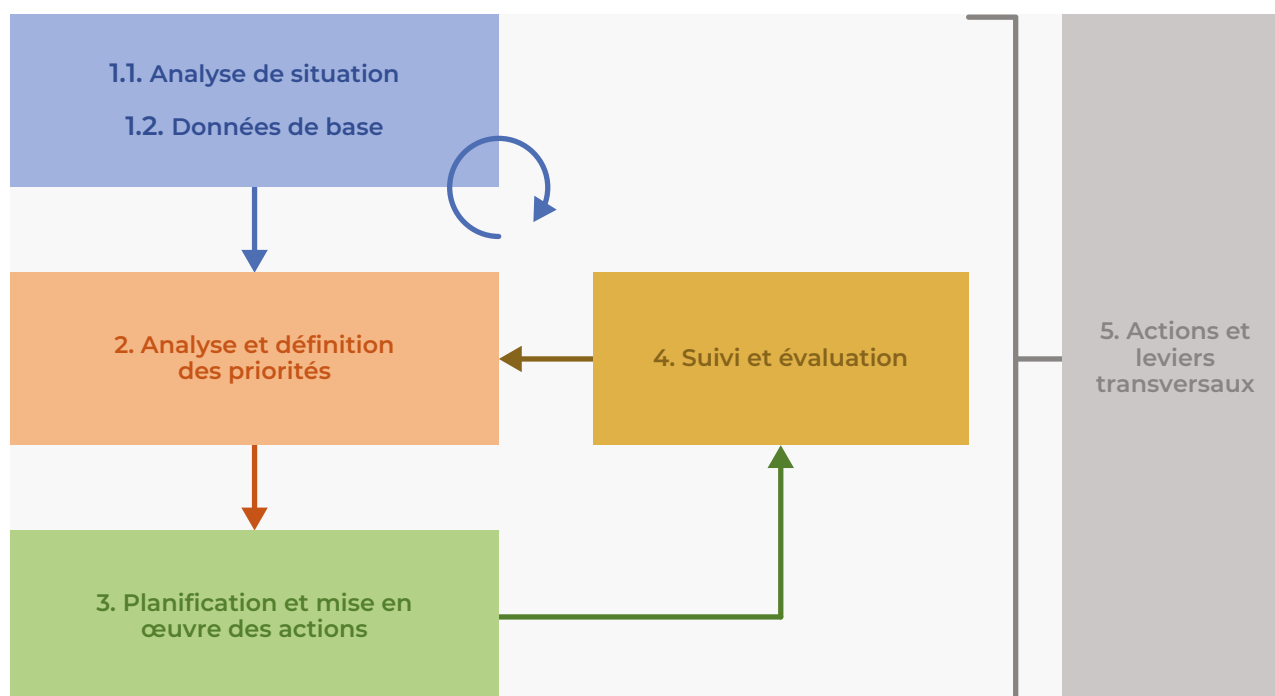 1.1. Analyse de situation
1.2. Données de base
2. Analyse et définition
des priorités
4. Suivi et évaluation
5. Actions et
leviers
transversaux
3. Planification et mise en
œuvre des actions